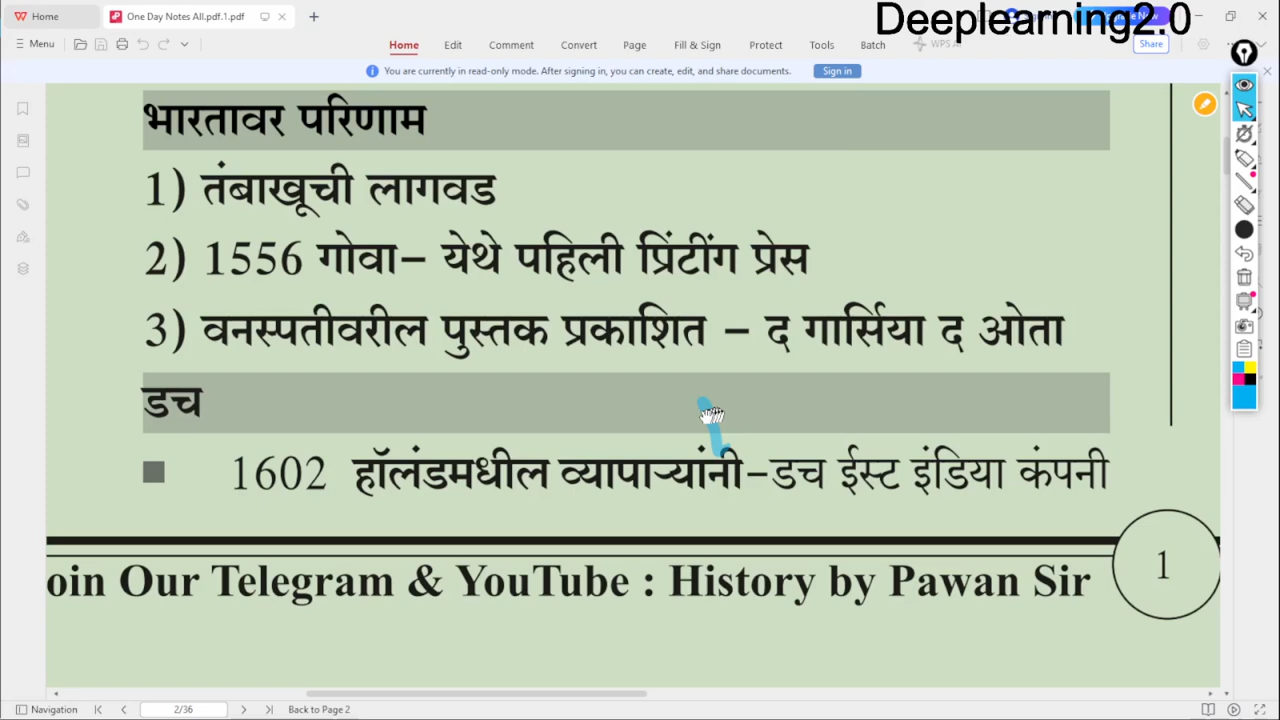 Home
One Day Notes All.pdf.1.pdf
Deeplearning2.0
Menu
Home Edit Comment Convert Page Fill & Sign Protect Tools Batch WPS AI Share
You are currently in read-only mode. After signing in, you can create, edit, and share documents. Sign in
भारतावर परिणाम
1) तंबाखूची लागवड
2) 1556 गोवा– येथे पहिली प्रिंटींग प्रेस
3) वनस्पतीवरील पुस्तक प्रकाशित – द गार्सिया द ओता
डच
1602 हॉलंडमधील व्यापाऱ्यांनी–डच ईस्ट इंडिया कंपनी
1
oin Our Telegram & YouTube : History by Pawan Sir
Navigation 2/36 Back to Page 2